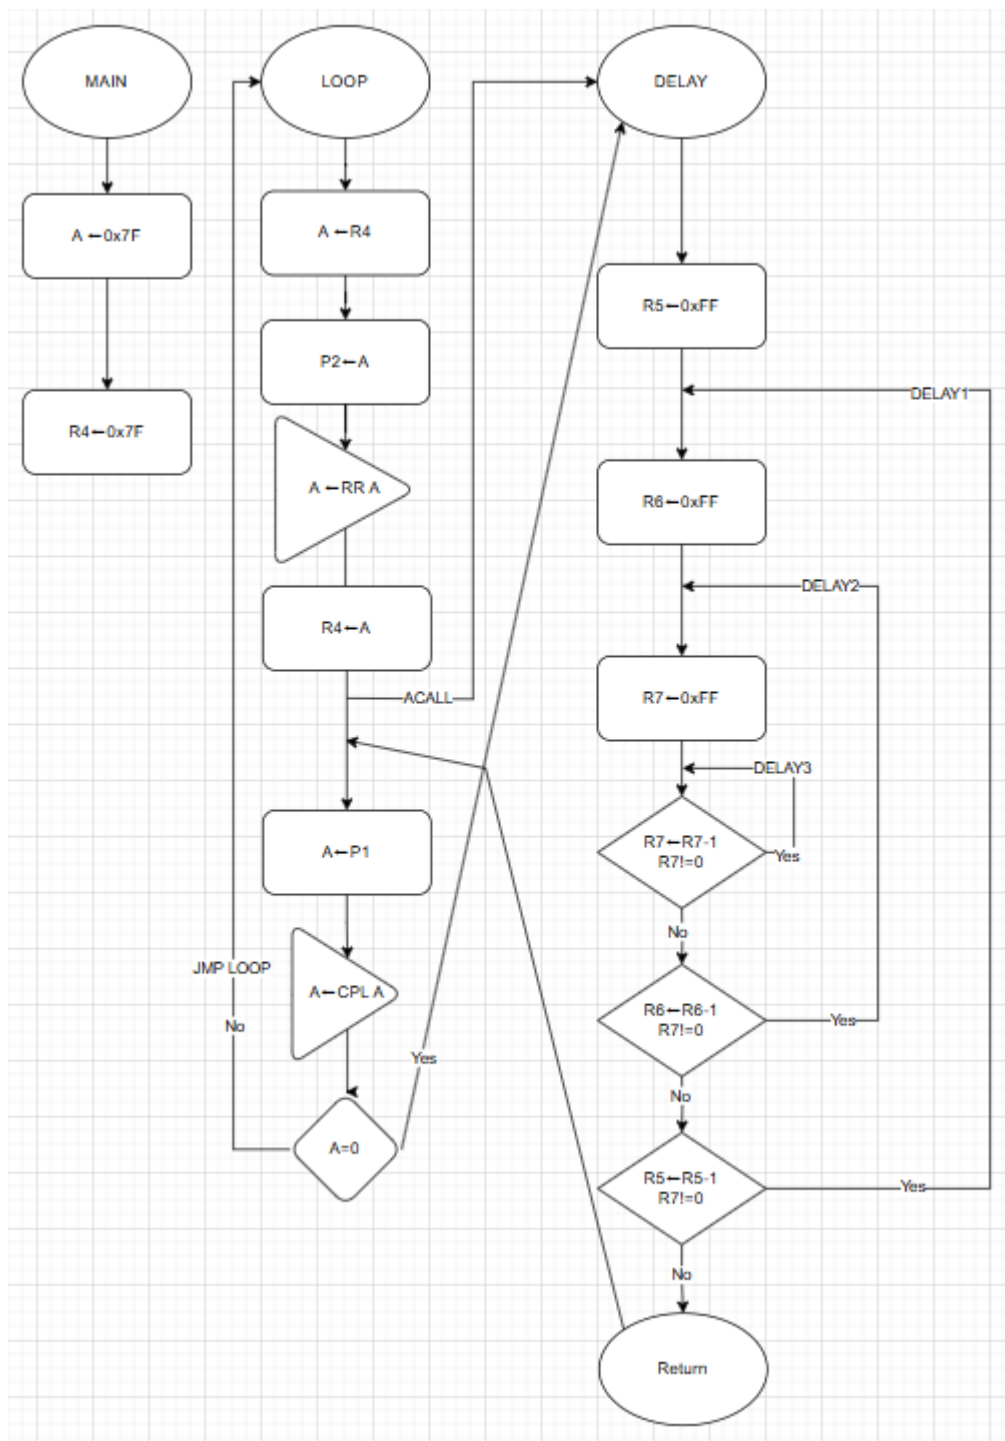 MAIN
A ←0x7F
R4←0x7F
LOOP
A ←R4
P2←A
A ←RR A
R4←A
ACALL
A←P1
A←CPL A
JMP LOOP
No
Yes
A=0
DELAY
R5←0xFF
DELAY1
R6←0xFF
DELAY2
R7←0xFF
DELAY3
R7←R7-1
R7!=0
Yes
No
R6←R6-1
R7!=0
Yes
No
R5←R5-1
R7!=0
Yes
No
Return